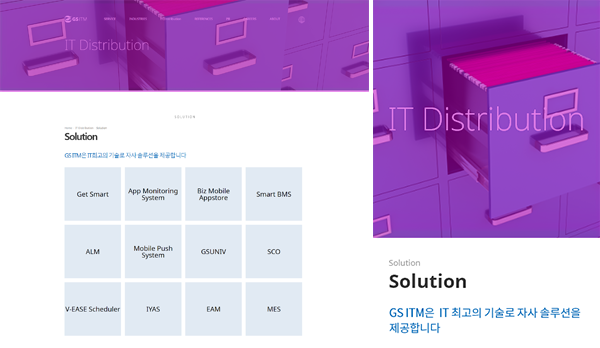 GS ITM
IT Distribution
SOLUTION
Solution
GS ITM은 IT최고의 기술로 자사 솔루션을 제공합니다
Get Smart
App Monitoring
System
Biz Mobile
Appstore
Smart BMS
ALM
Mobile Push
System
GSUNIV
SCO
V-EASE Scheduler
IYAS
EAM
MES
IT Distribution
Solution
Solution
GS ITM은 IT 최고의 기술로 자사 솔루션을
제공합니다